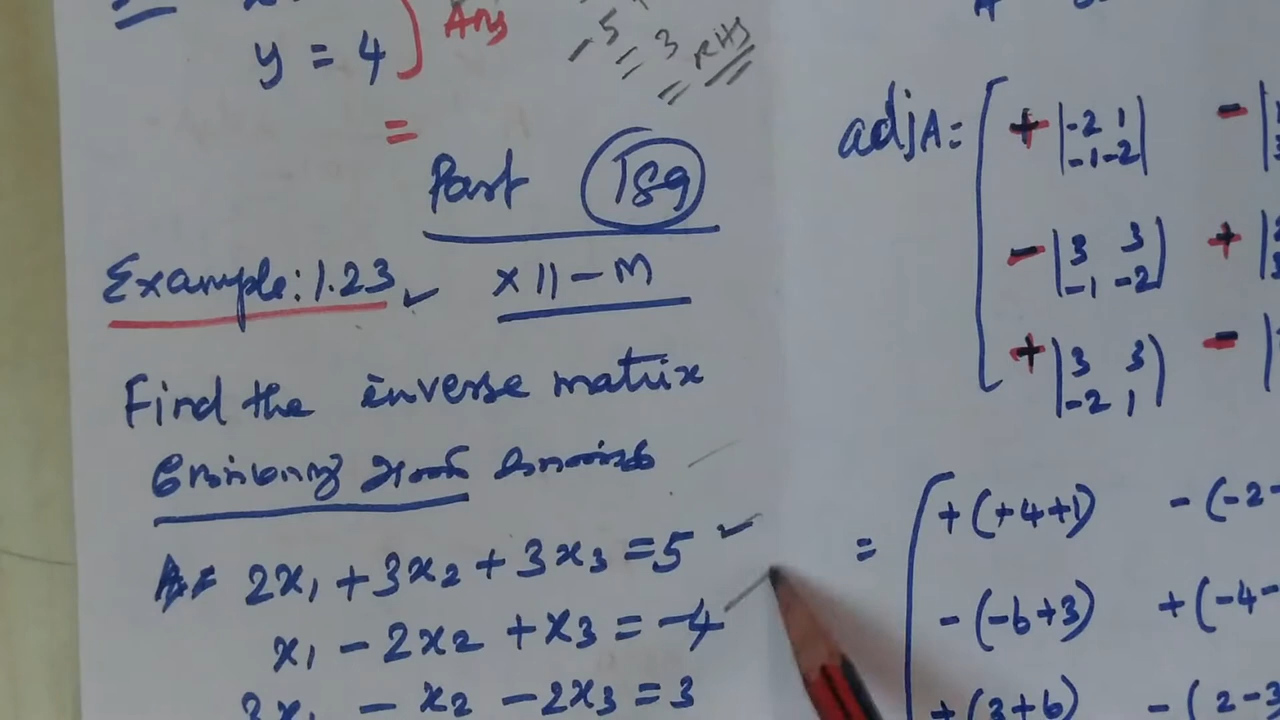 y = 4 } Ans
-5 = 3
= RHS
=
Part 189
Example: 1.23 ✓ XII - M
Find the inverse matrix
நேர்மாறு அணி காண்க
2x₁ + 3x₂ + 3x₃ = 5 ✓
x₁ - 2x₂ + x₃ = -4
3x₁ - x₂ - 2x₃ = 3
adjA =
+ |-2 1| -
|-1 -2|
- |3 3| +
|-1 -2|
+ |3 3| -
|-2 1|
= +(+4+1) -(-2-
-(-6+3) +(-4-
+(3+6) -(2-3